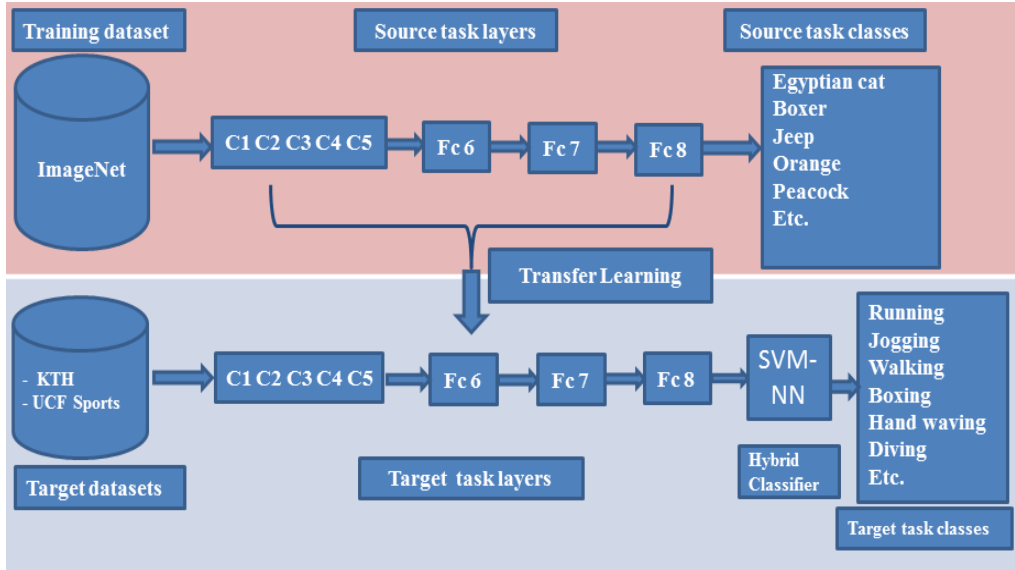 Training dataset
Source task layers
Source task classes
ImageNet
C1 C2 C3 C4 C5
Fc 6
Fc 7
Fc 8
Egyptian cat
Boxer
Jeep
Orange
Peacock
Etc.
Transfer Learning
- KTH
- UCF Sports
C1 C2 C3 C4 C5
Fc 6
Fc 7
Fc 8
SVM-
NN
Running
Jogging
Walking
Boxing
Hand waving
Diving
Etc.
Target datasets
Target task layers
Hybrid
Classifier
Target task classes